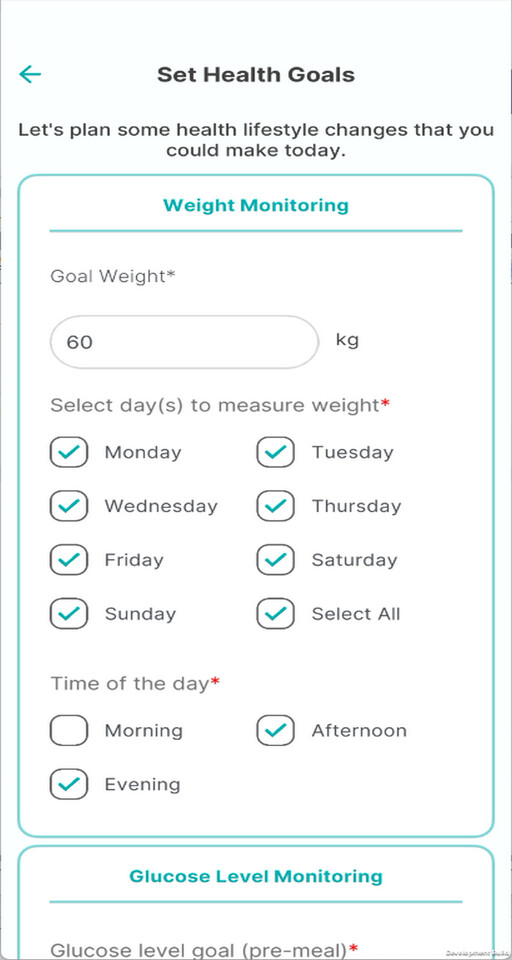 Set Health Goals
Let's plan some health lifestyle changes that you
could make today.
Weight Monitoring
Goal Weight*
60
kg
Select day(s) to measure weight*
Monday
Tuesday
Wednesday
Thursday
Friday
Saturday
Sunday
Select All
Time of the day*
Morning
Afternoon
Evening
Glucose Level Monitoring
Glucose level goal (pre-meal)*
Development Build